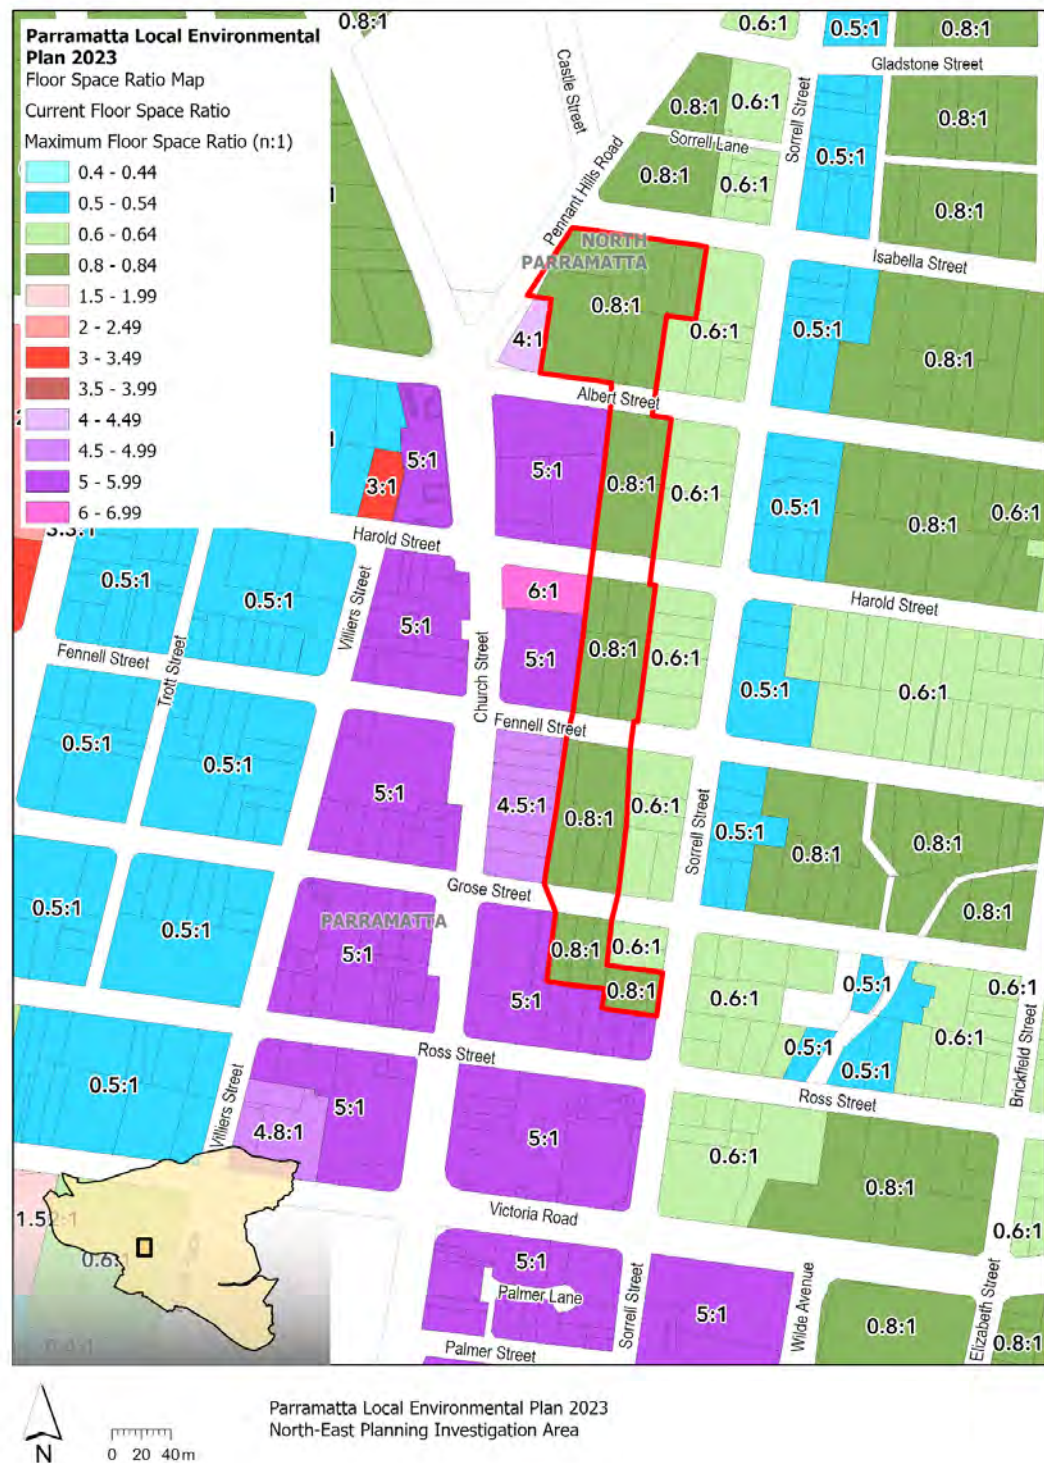 Parramatta Local Environmental
Plan 2023
Floor Space Ratio Map
Current Floor Space Ratio
Maximum Floor Space Ratio (n:1)
0.4 - 0.44
0.5 - 0.54
0.6 - 0.64
0.8 - 0.84
1.5 - 1.99
2 - 2.49
3 - 3.49
3.5 - 3.99
4 - 4.49
4.5 - 4.99
5 - 5.99
6 - 6.99
0.8:1
0.6:1
0.5:1
0.8:1
Gladstone Street
Castle Street
Pennant Hills Road
0.8:1
0.6:1
Sorrell Lane
Sorrell Street
0.8:1
0.6:1
0.5:1
0.8:1
0.8:1
Isabella Street
NORTH
PARRAMATTA
0.8:1
4:1
0.6:1
0.5:1
0.8:1
Albert Street
5:1
3:1
5:1
0.8:1
0.6:1
0.5:1
0.8:1
0.6:1
3.3:1
Harold Street
Harold Street
0.5:1
0.5:1
Villiers Street
5:1
Church Street
6:1
5:1
0.8:1
0.6:1
0.5:1
0.6:1
Fennell Street
Trott Street
Fennell Street
0.5:1
0.5:1
5:1
4.5:1
0.8:1
0.6:1
Sorrell Street
0.5:1
0.8:1
0.8:1
0.8:1
Grose Street
0.5:1
0.5:1
PARRAMATTA
5:1
5:1
0.8:1
0.6:1
0.8:1
0.6:1
0.5:1
0.5:1
0.5:1
0.6:1
0.6:1
Brickfield Street
Ross Street
Ross Street
0.5:1
Villiers Street
4.8:1
5:1
5:1
0.6:1
0.8:1
0.6:1
Victoria Road
5:1
Palmer Lane
Palmer Street
Sorrell Street
5:1
Wilde Avenue
0.8:1
Elizabeth Street
0.8:1
N
0 20 40m
Parramatta Local Environmental Plan 2023
North-East Planning Investigation Area